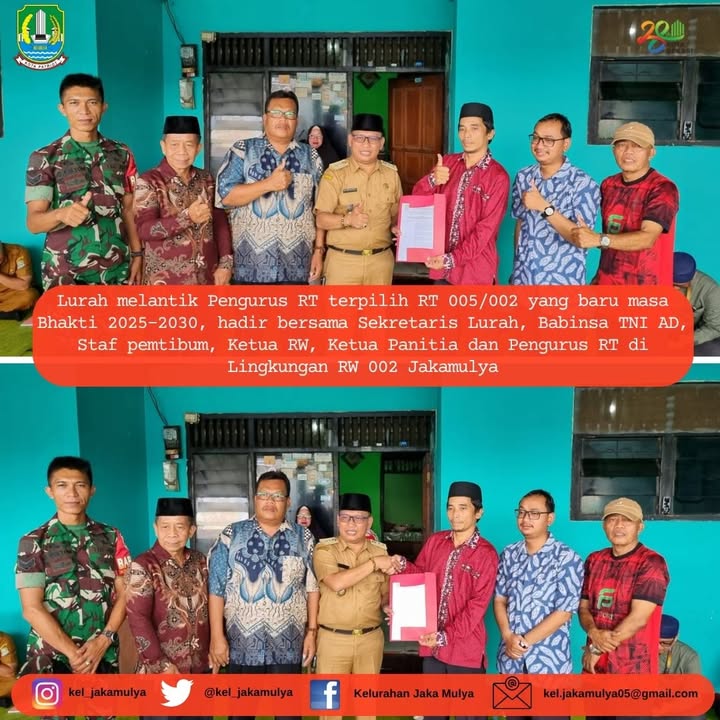 Lurah melantik Pengurus RT terpilih RT 005/002 yang baru masa
Bhakti 2025-2030, hadir bersama Sekretaris Lurah, Babinsa TNI AD,
Staf pemtibum, Ketua RW, Ketua Panitia dan Pengurus RT di
Lingkungan RW 002 Jakamulya
kel_jakamulya
@kel_jakamulya
Kelurahan Jaka Mulya
kel.jakamulya05@gmail.com